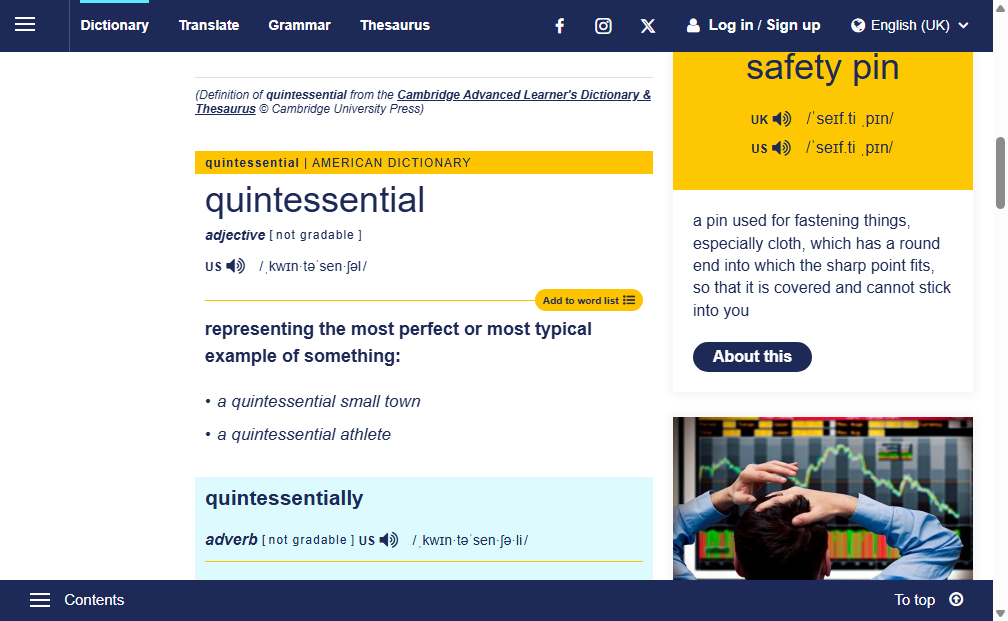 Dictionary Translate Grammar Thesaurus Log in / Sign up English (UK)
(Definition of quintessential from the Cambridge Advanced Learner's Dictionary &
Thesaurus © Cambridge University Press)
quintessential | AMERICAN DICTIONARY
quintessential
adjective [ not gradable ]
US /ˌkwɪn·təˈsen·ʃəl/
Add to word list
representing the most perfect or most typical
example of something:
• a quintessential small town
• a quintessential athlete
quintessentially
adverb [ not gradable ] US /ˌkwɪn·təˈsen·ʃə·li/
safety pin
UK /ˈseɪf.ti ˌpɪn/
US /ˈseɪf.ti ˌpɪn/
a pin used for fastening things,
especially cloth, which has a round
end into which the sharp point fits,
so that it is covered and cannot stick
into you
About this
Contents To top